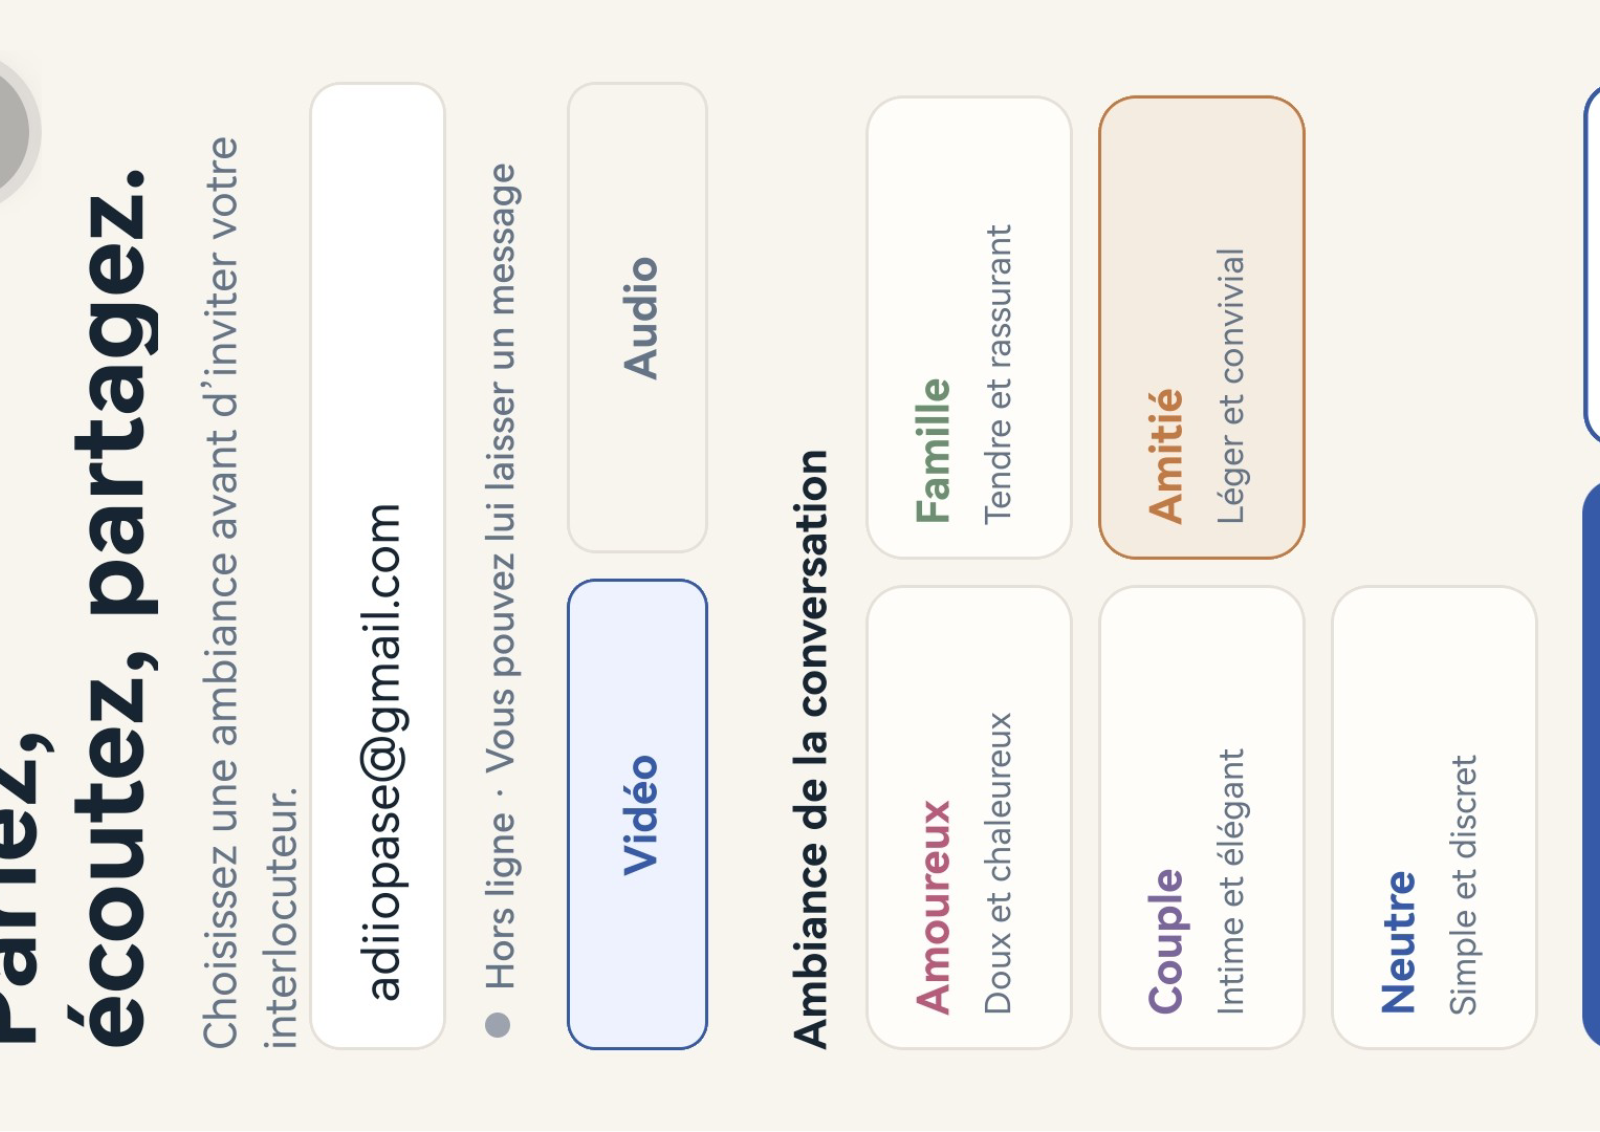 Parlez,
écoutez, partagez.
Choisissez une ambiance avant d’inviter votre
interlocuteur.
adiiopase@gmail.com
Hors ligne · Vous pouvez lui laisser un message
Vidéo
Audio
Ambiance de la conversation
Amoureux
Doux et chaleureux
Famille
Tendre et rassurant
Couple
Intime et élégant
Amitié
Léger et convivial
Neutre
Simple et discret